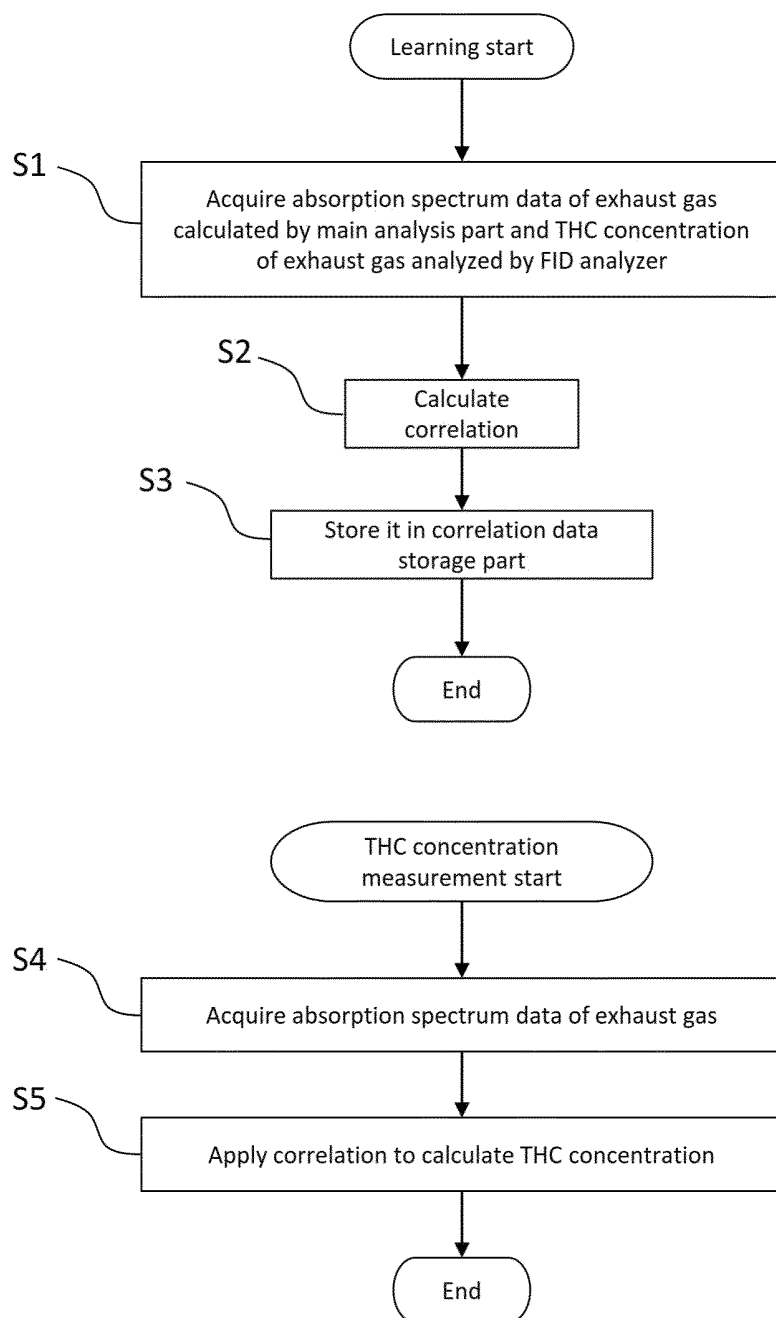 Learning start
S1
Acquire absorption spectrum data of exhaust gas
calculated by main analysis part and THC concentration
of exhaust gas analyzed by FID analyzer
S2
Calculate
correlation
S3
Store it in correlation data
storage part
End
THC concentration
measurement start
S4
Acquire absorption spectrum data of exhaust gas
S5
Apply correlation to calculate THC concentration
End